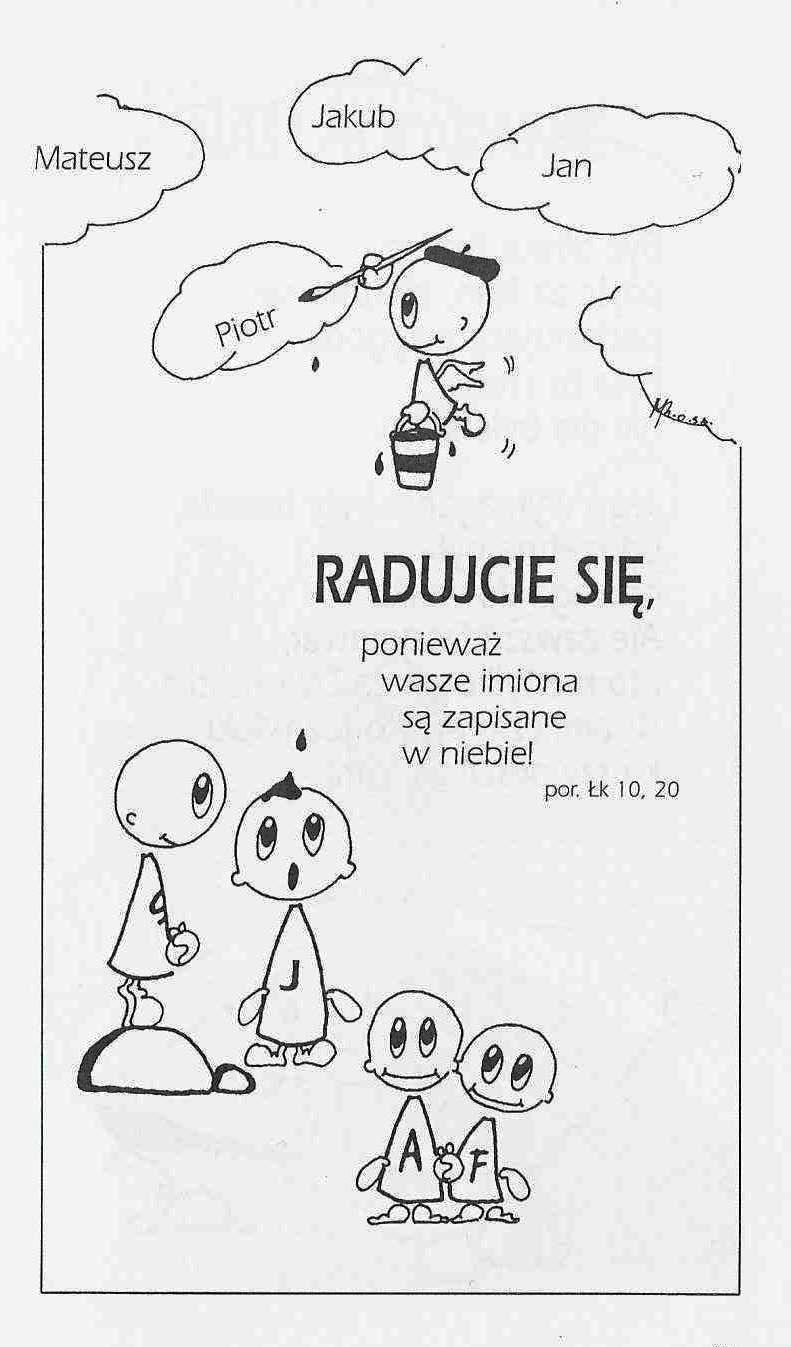 Jakub
Mateusz
Jan
Piotr
RADUJCIE SIĘ,
ponieważ
wasze imiona
są zapisane
w niebie!
por. Łk 10, 20
J
A F